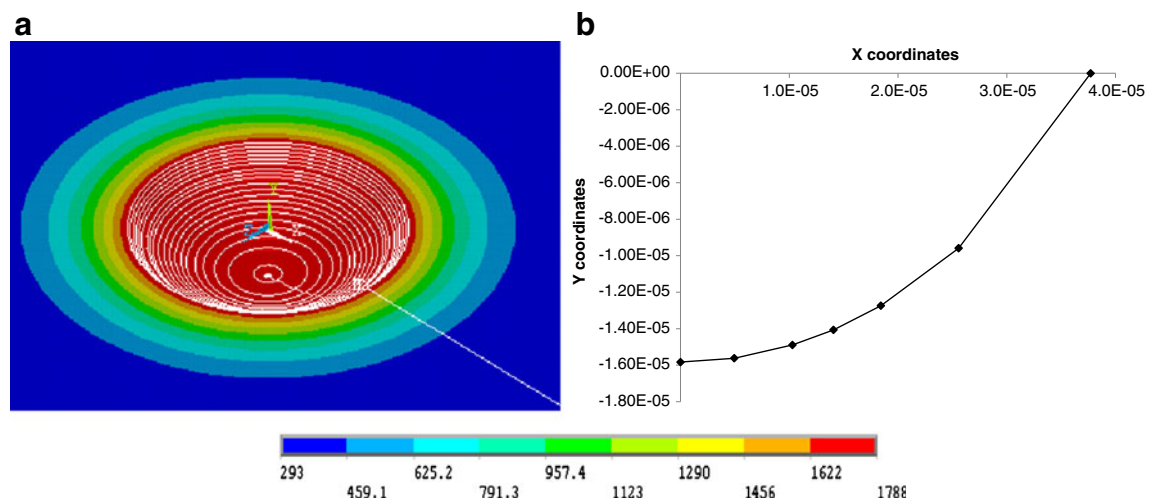 a
b
X coordinates
0.00E+00
1.0E-05
2.0E-05
3.0E-05
4.0E-05
-2.00E-06
-4.00E-06
-6.00E-06
-8.00E-06
-1.00E-05
-1.20E-05
-1.40E-05
-1.60E-05
-1.80E-05
Y coordinates
Y
293
459.1
625.2
791.3
957.4
1123
1290
1456
1622
1788